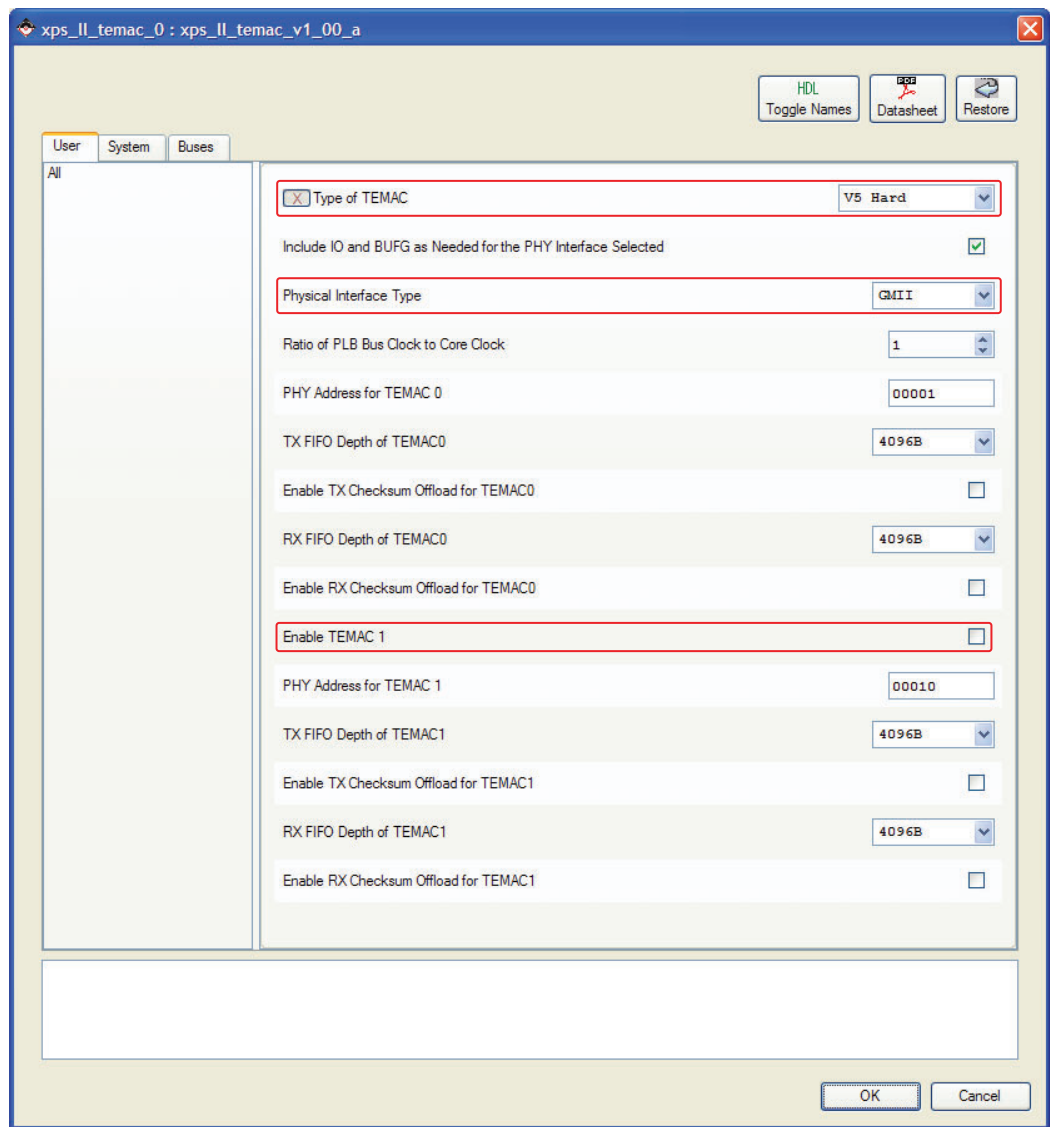 xps_ll_temac_0 : xps_ll_temac_v1_00_a
HDL
Toggle Names
PDF
Datasheet
Restore
User
System
Buses
All
X Type of TEMAC V5 Hard
Include IO and BUFG as Needed for the PHY Interface Selected
Physical Interface Type GMII
Ratio of PLB Bus Clock to Core Clock 1
PHY Address for TEMAC 0 00001
TX FIFO Depth of TEMAC0 4096B
Enable TX Checksum Offload for TEMAC0
RX FIFO Depth of TEMAC0 4096B
Enable RX Checksum Offload for TEMAC0
Enable TEMAC 1
PHY Address for TEMAC 1 00010
TX FIFO Depth of TEMAC1 4096B
Enable TX Checksum Offload for TEMAC1
RX FIFO Depth of TEMAC1 4096B
Enable RX Checksum Offload for TEMAC1
OK
Cancel